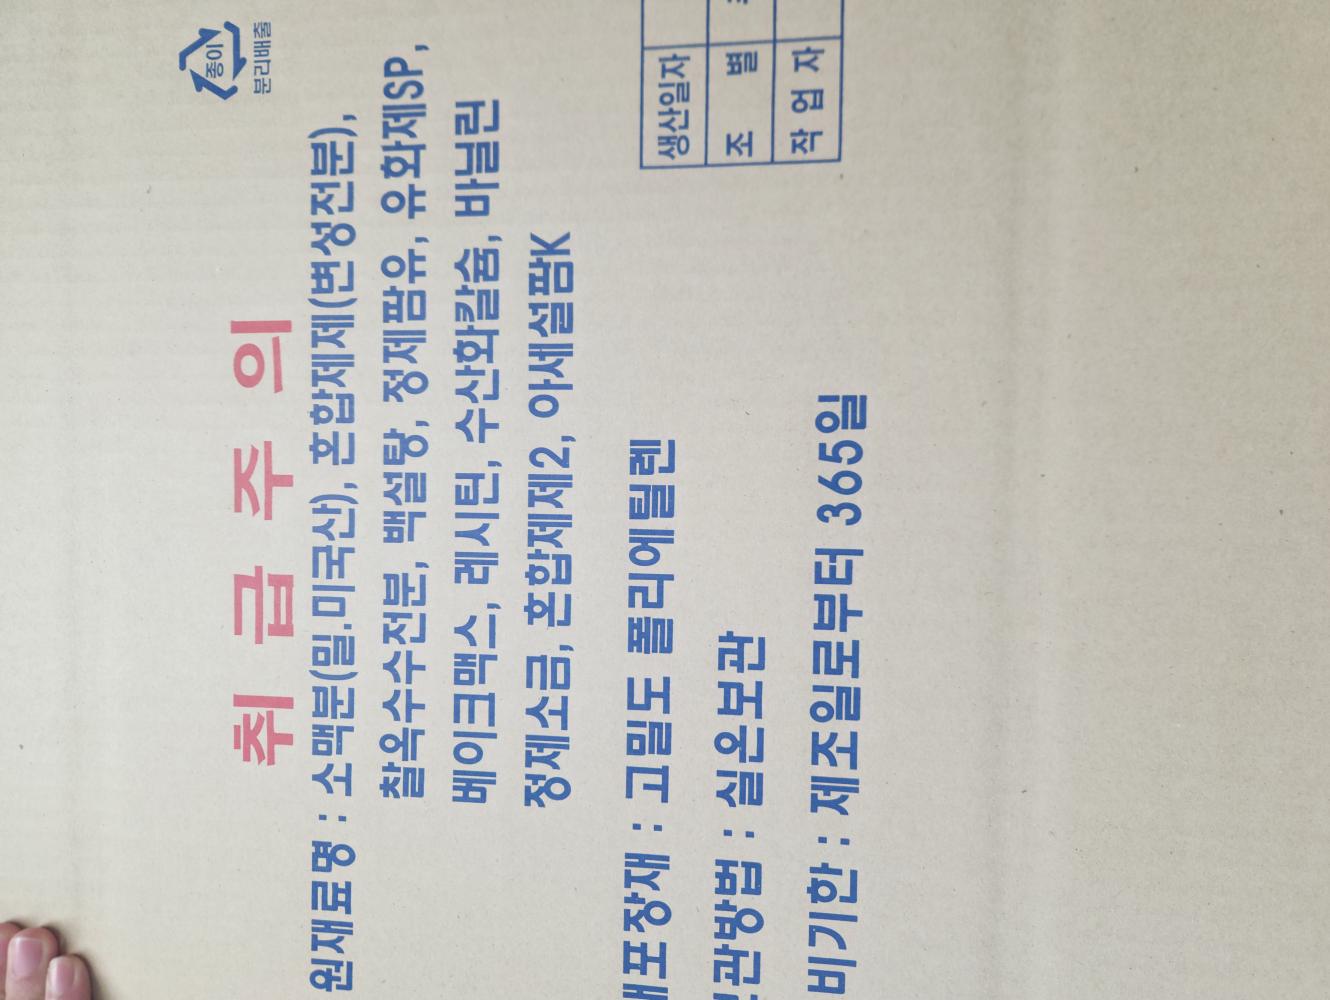 종이
분리배출
취급주의
원재료명 : 소맥분(밀.미국산), 혼합제제(변성전분),
찰옥수수전분, 백설탕, 정제팜유, 유화제SP,
베이크맥스, 레시틴, 수산화칼슘, 바닐린
정제소금, 혼합제제2, 아세설팜K
포장재 : 고밀도 폴리에틸렌
관방법 : 실온보관
비기한 : 제조일로부터 365일
생산일자
조 별
작 업 자